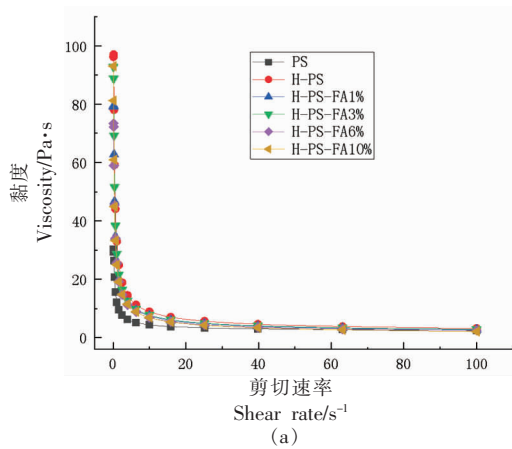 100
80
60
40
20
0
黏度
Viscosity/Pa·s
PS
H-PS
H-PS-FA1%
H-PS-FA3%
H-PS-FA6%
H-PS-FA10%
0 20 40 60 80 100
剪切速率
Shear rate/s⁻¹
(a)